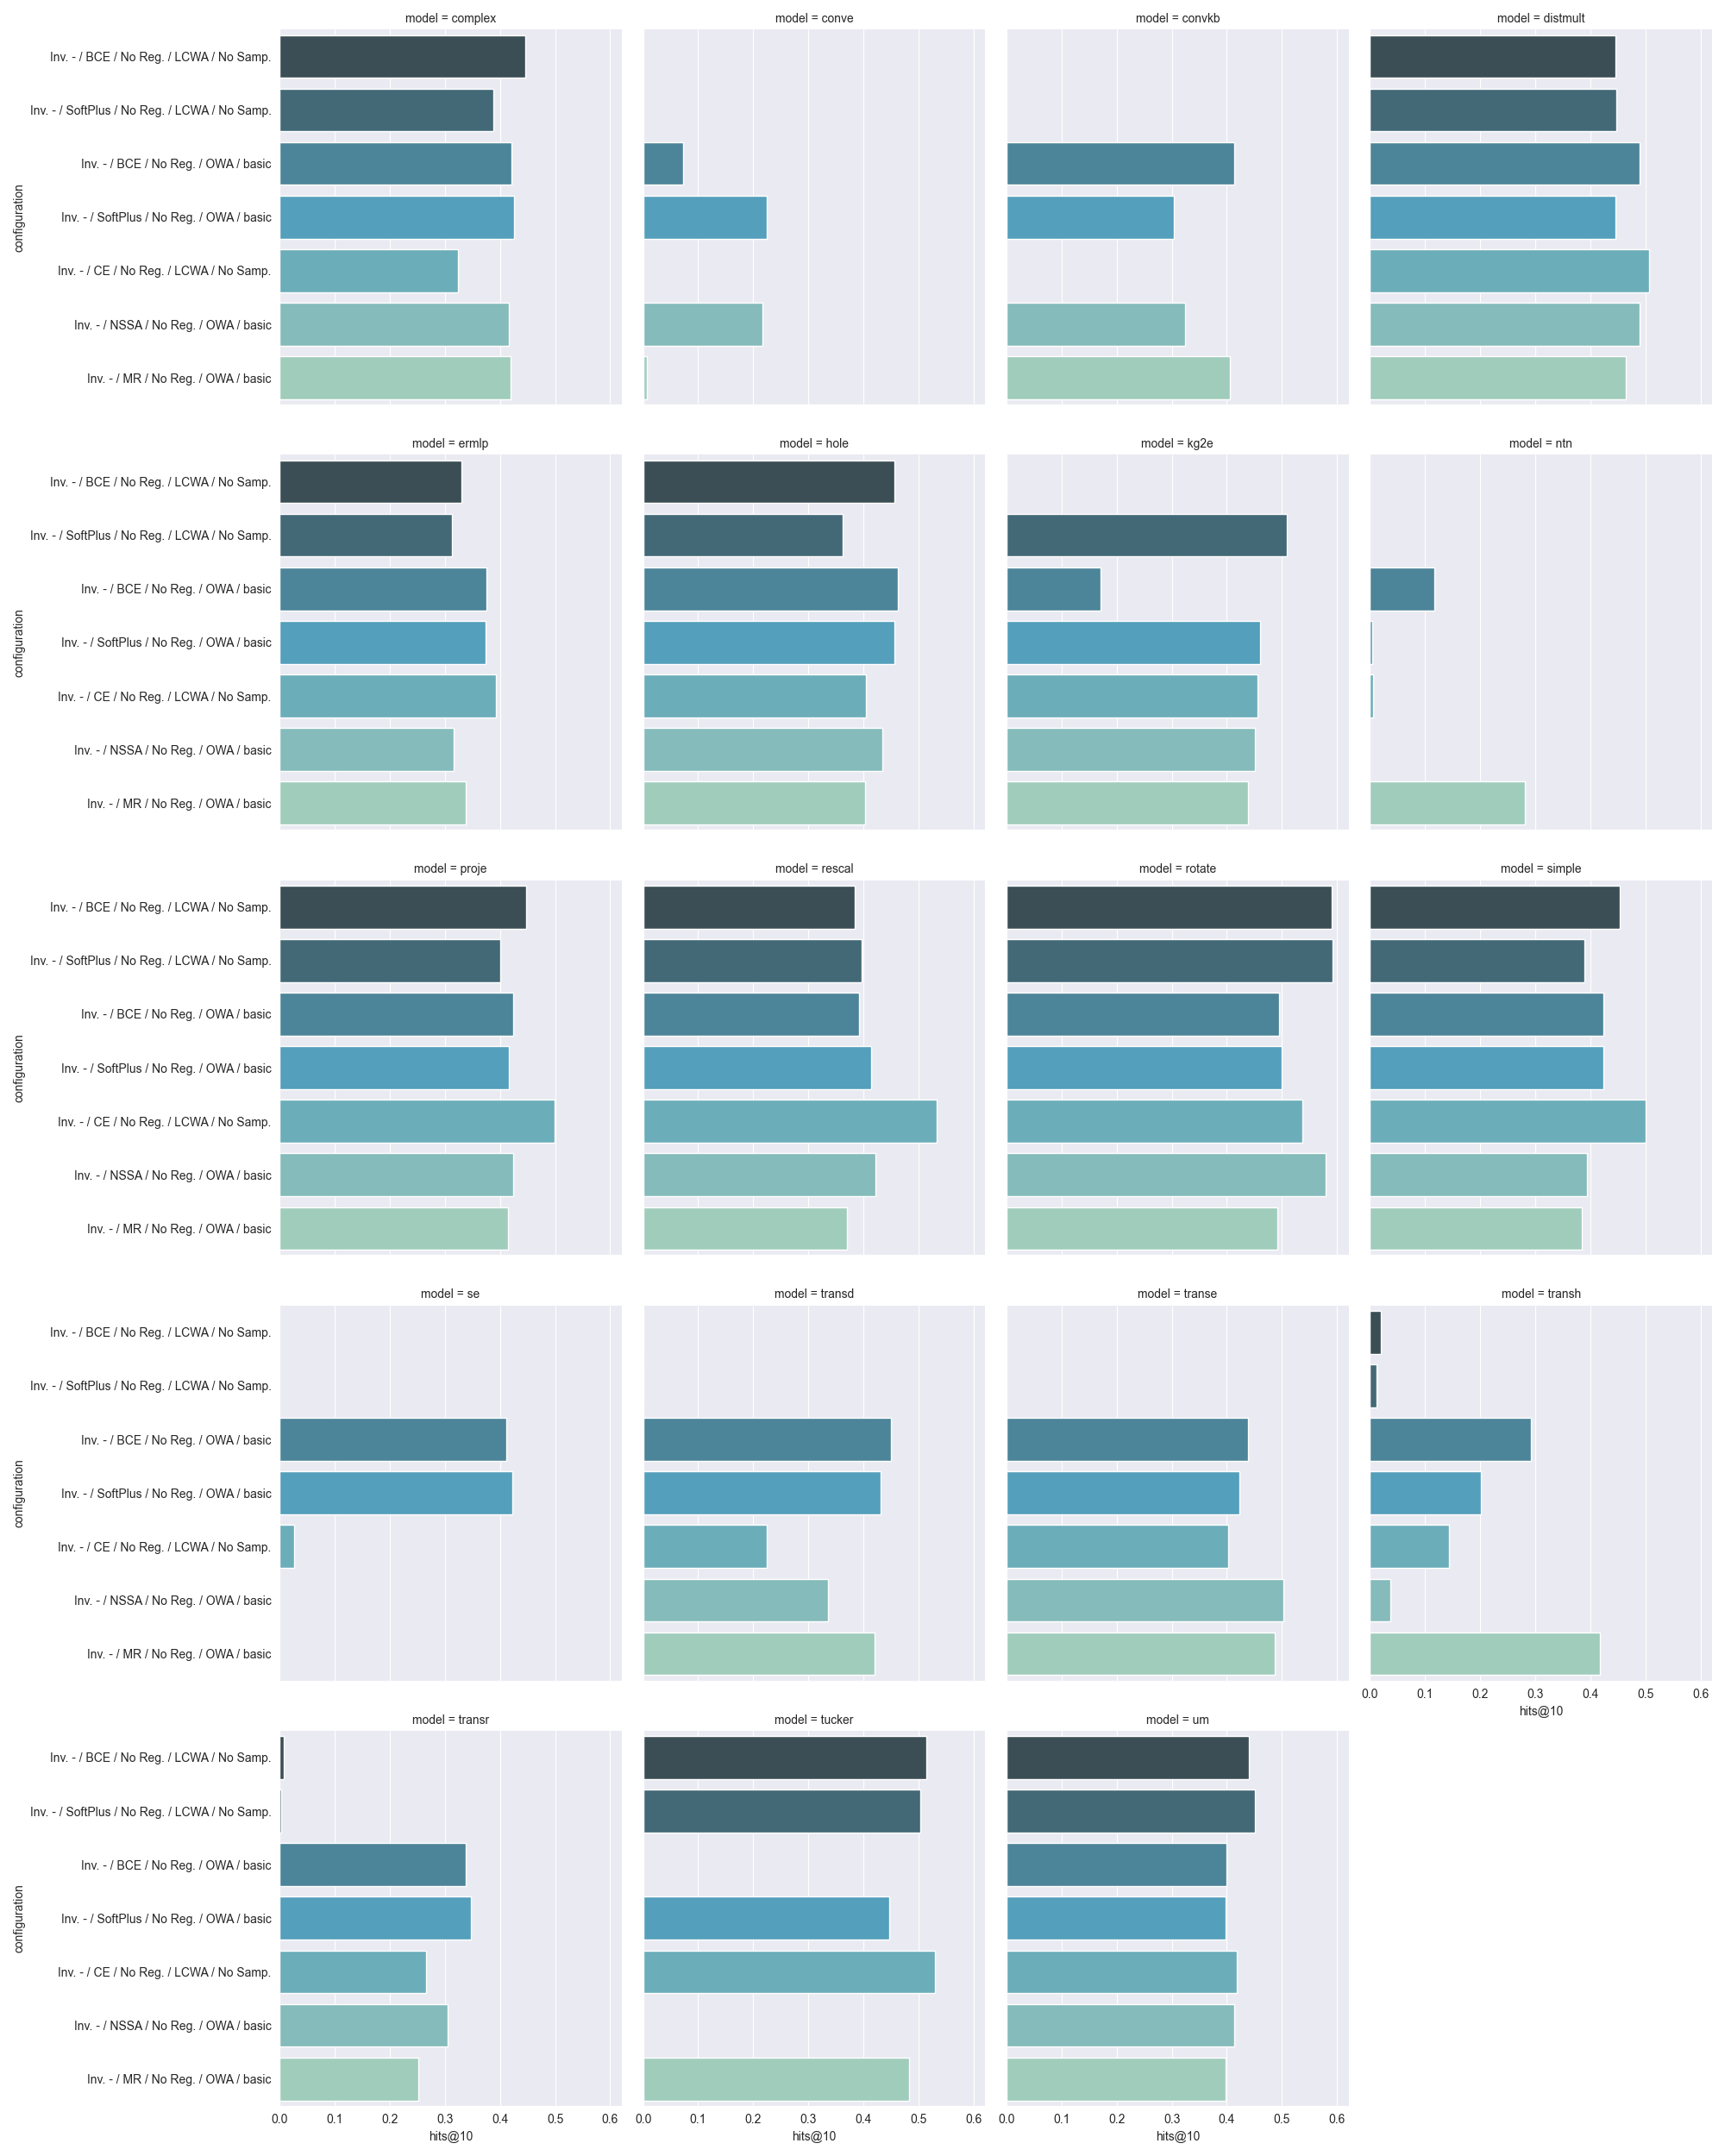 model = complex
model = conve
model = convkb
model = distmult
configuration
Inv. - / BCE / No Reg. / LCWA / No Samp.
Inv. - / SoftPlus / No Reg. / LCWA / No Samp.
Inv. - / BCE / No Reg. / OWA / basic
Inv. - / SoftPlus / No Reg. / OWA / basic
Inv. - / CE / No Reg. / LCWA / No Samp.
Inv. - / NSSA / No Reg. / OWA / basic
Inv. - / MR / No Reg. / OWA / basic
model = ermlp
model = hole
model = kg2e
model = ntn
configuration
Inv. - / BCE / No Reg. / LCWA / No Samp.
Inv. - / SoftPlus / No Reg. / LCWA / No Samp.
Inv. - / BCE / No Reg. / OWA / basic
Inv. - / SoftPlus / No Reg. / OWA / basic
Inv. - / CE / No Reg. / LCWA / No Samp.
Inv. - / NSSA / No Reg. / OWA / basic
Inv. - / MR / No Reg. / OWA / basic
model = proje
model = rescal
model = rotate
model = simple
configuration
Inv. - / BCE / No Reg. / LCWA / No Samp.
Inv. - / SoftPlus / No Reg. / LCWA / No Samp.
Inv. - / BCE / No Reg. / OWA / basic
Inv. - / SoftPlus / No Reg. / OWA / basic
Inv. - / CE / No Reg. / LCWA / No Samp.
Inv. - / NSSA / No Reg. / OWA / basic
Inv. - / MR / No Reg. / OWA / basic
model = se
model = transd
model = transe
model = transh
configuration
Inv. - / BCE / No Reg. / LCWA / No Samp.
Inv. - / SoftPlus / No Reg. / LCWA / No Samp.
Inv. - / BCE / No Reg. / OWA / basic
Inv. - / SoftPlus / No Reg. / OWA / basic
Inv. - / CE / No Reg. / LCWA / No Samp.
Inv. - / NSSA / No Reg. / OWA / basic
Inv. - / MR / No Reg. / OWA / basic
0.0 0.1 0.2 0.3 0.4 0.5 0.6
hits@10
model = transr
model = tucker
model = um
configuration
Inv. - / BCE / No Reg. / LCWA / No Samp.
Inv. - / SoftPlus / No Reg. / LCWA / No Samp.
Inv. - / BCE / No Reg. / OWA / basic
Inv. - / SoftPlus / No Reg. / OWA / basic
Inv. - / CE / No Reg. / LCWA / No Samp.
Inv. - / NSSA / No Reg. / OWA / basic
Inv. - / MR / No Reg. / OWA / basic
0.0 0.1 0.2 0.3 0.4 0.5 0.6
hits@10
0.0 0.1 0.2 0.3 0.4 0.5 0.6
hits@10
0.0 0.1 0.2 0.3 0.4 0.5 0.6
hits@10